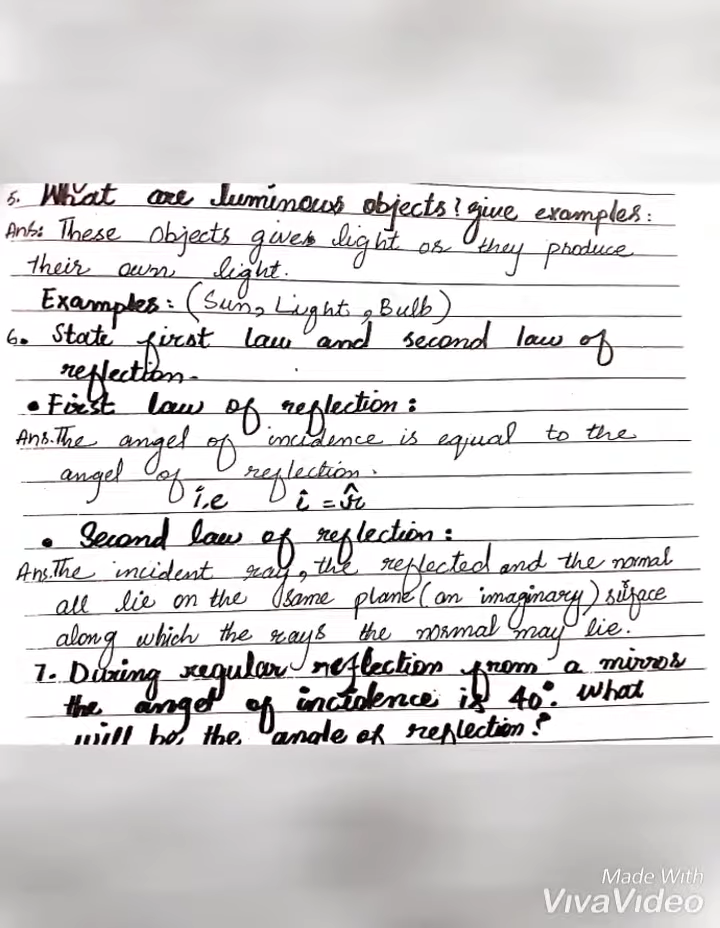 5. What are luminous objects? give examples:
Ans: These objects gives light or they produce
their own light.
Examples: (Sun, Light, Bulb)
6. State first law and second law of
reflection.
• First law of reflection:
Ans. The angel of incidence is equal to the
angel of reflection.
i.e î = r̂
• Second law of reflection:
Ans. The incident ray, the reflected and the normal
all lie on the same plane (an imaginary) surface
along which the rays the normal may lie.
7. During regular reflection from a mirror
the angel of incidence is 40°. What
will be the angle of reflection?
Made With
VivaVideo